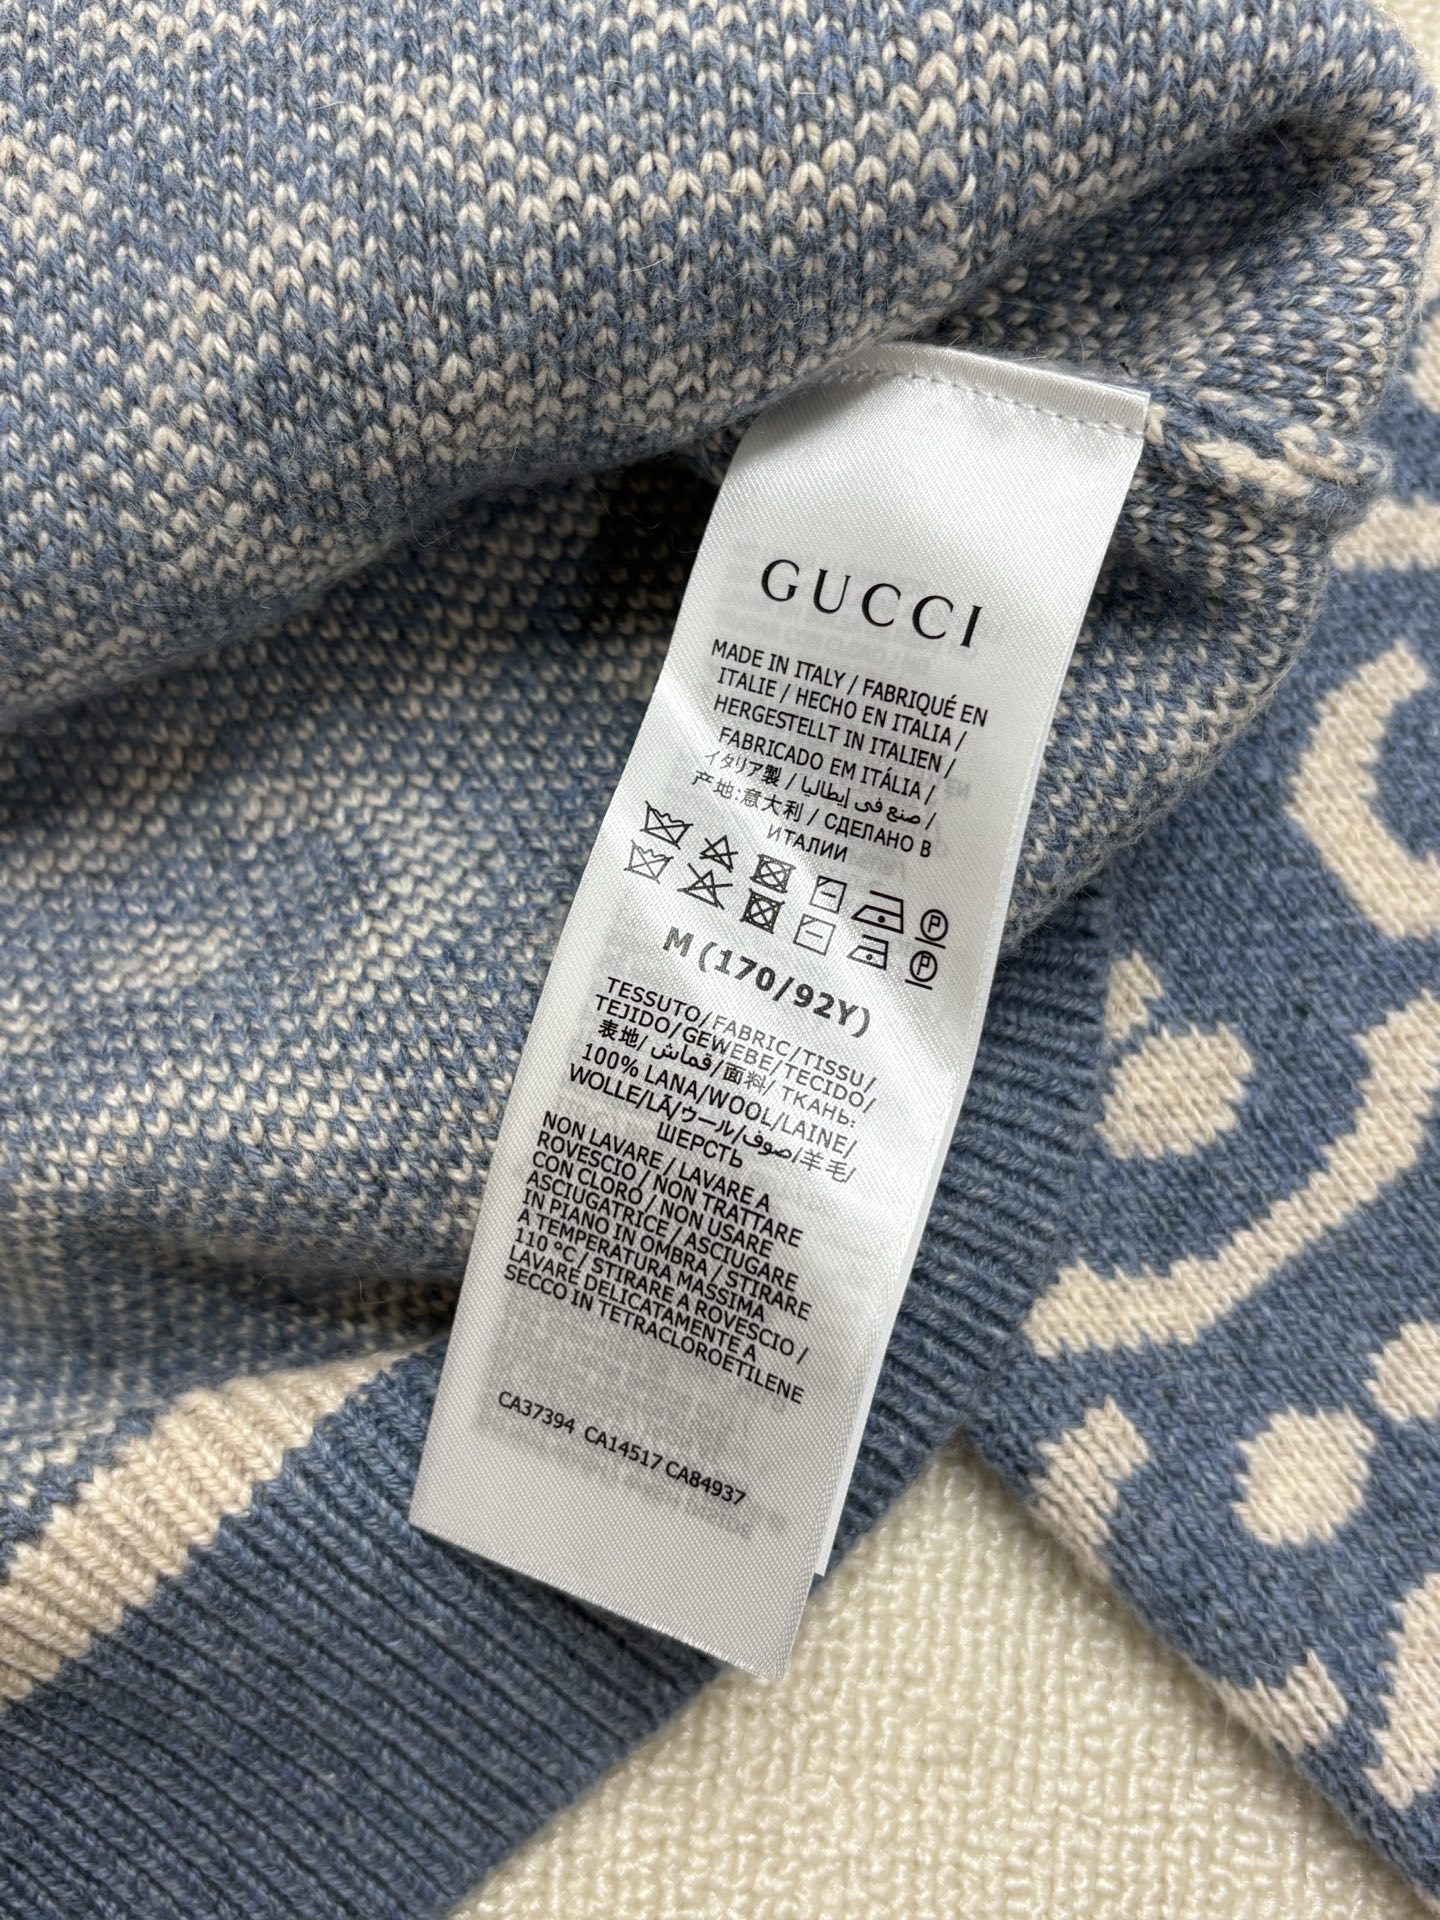 GUCCI
MADE IN ITALY / FABRIQUÉ EN
ITALIE / HECHO EN ITALIA /
HERGESTELLT IN ITALIEN /
FABRICADO EM ITÁLIA /
イタリア製 / صنع في إيطاليا /
产地:意大利 / СДЕЛАНО В
ИТАЛИИ
M (170/92Y)
TESSUTO/FABRIC/TISSU/
TEJIDO/GEWEBE/TECIDO/
表地/ قماش/面料/ ТКАНЬ:
100% LANA/WOOL/LAINE/
WOLLE/LÃ/ウール/صوف/羊毛/
ШЕРСТЬ
NON LAVARE / LAVARE A
ROVESCIO / NON TRATTARE
CON CLORO / NON USARE
ASCIUGATRICE / ASCIUGARE
IN PIANO IN OMBRA / STIRARE
A TEMPERATURA MASSIMA
110 °C / STIRARE A ROVESCIO /
LAVARE DELICATAMENTE A
SECCO IN TETRACLOROETILENE
CA37394 CA14517 CA84937